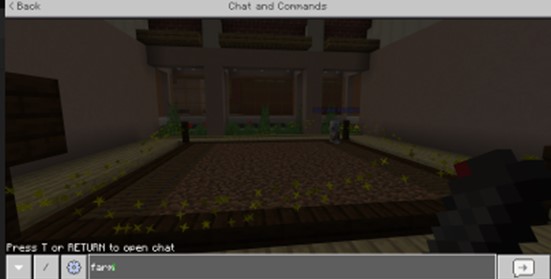 < Back
Chat and Commands
Press T or RETURN to open chat
/
farm